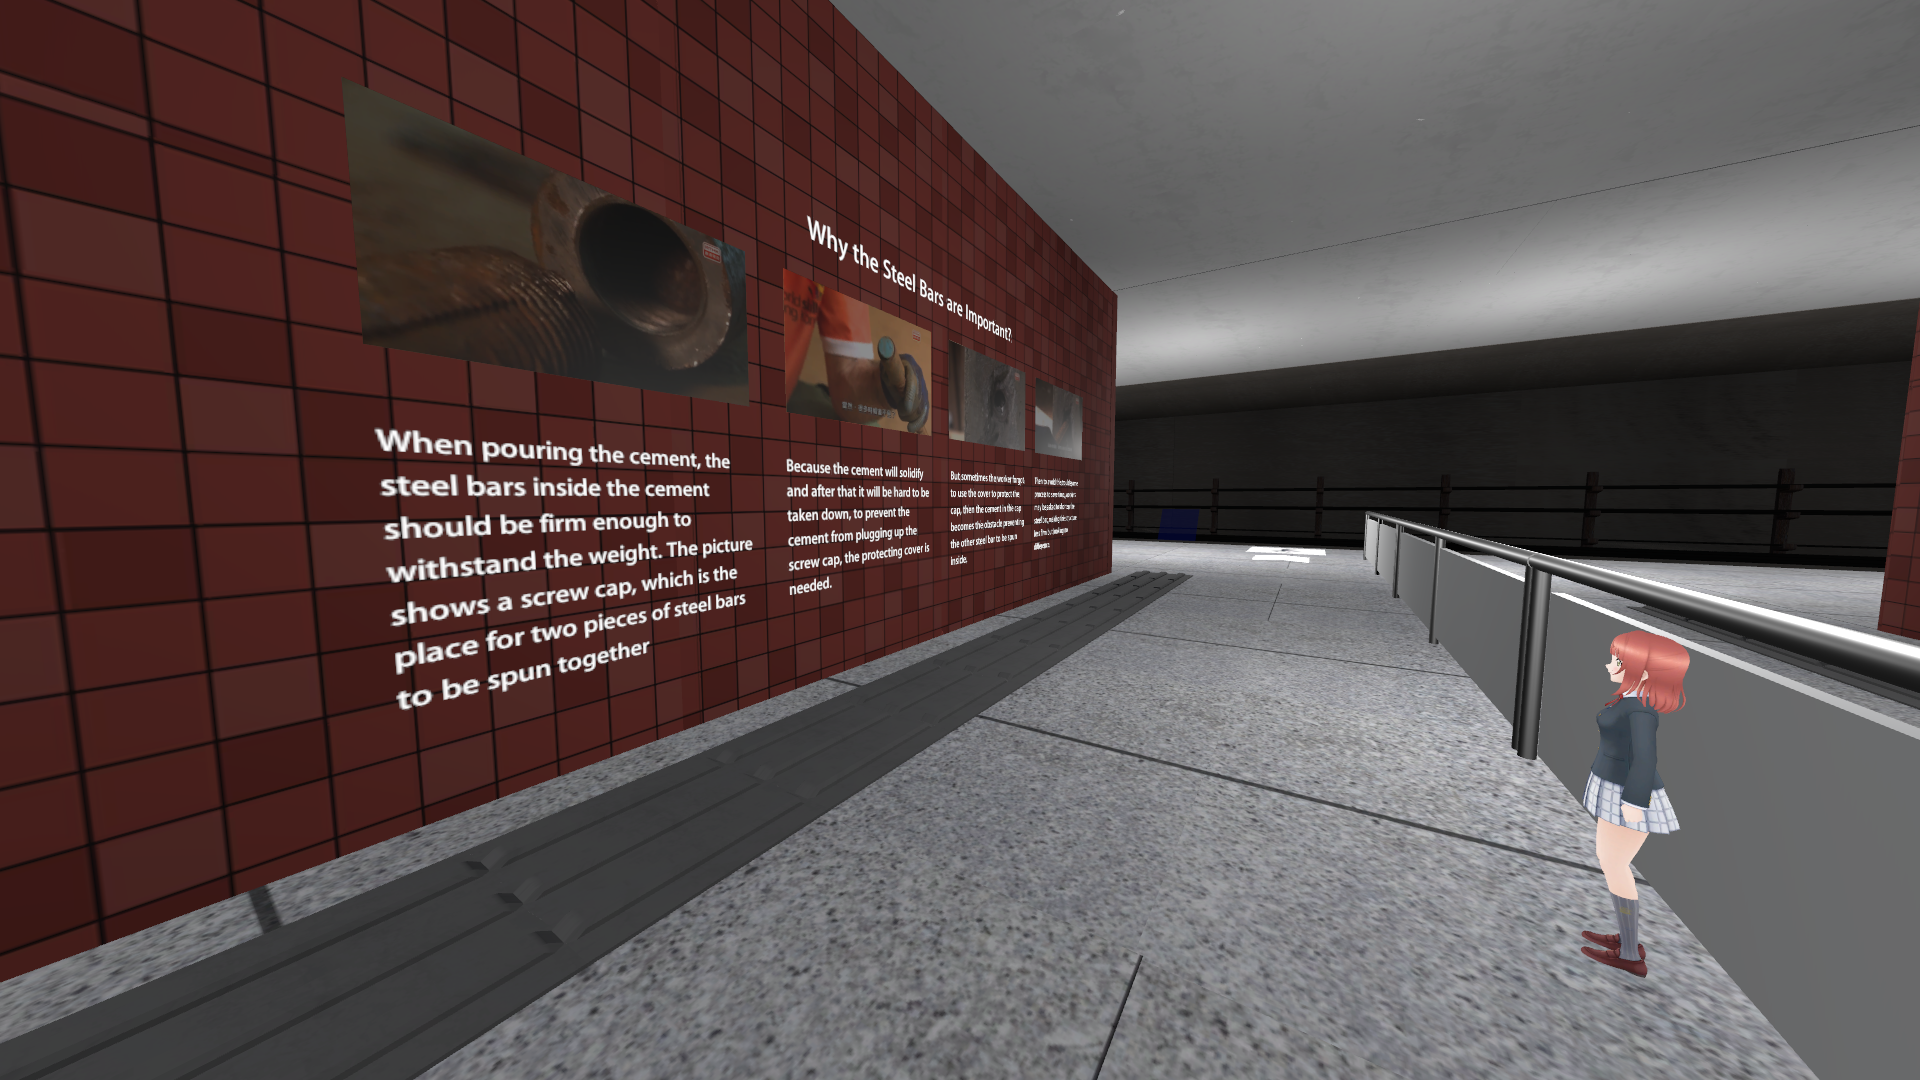 Why the Steel Bars are Important?
When pouring the cement, the
steel bars inside the cement
should be firm enough to
withstand the weight. The picture
shows a screw cap, which is the
place for two pieces of steel bars
to be spun together
Because the cement will solidify
and after that it will be hard to be
taken down, to prevent the
cement from plugging up the
screw cap, the protecting cover is
needed.
But sometimes the worker forgot
to use the cover to protect the
cap, then the cement in the cap
becomes the obstacle preventing
the other steel bar to be spun
inside.
difference.